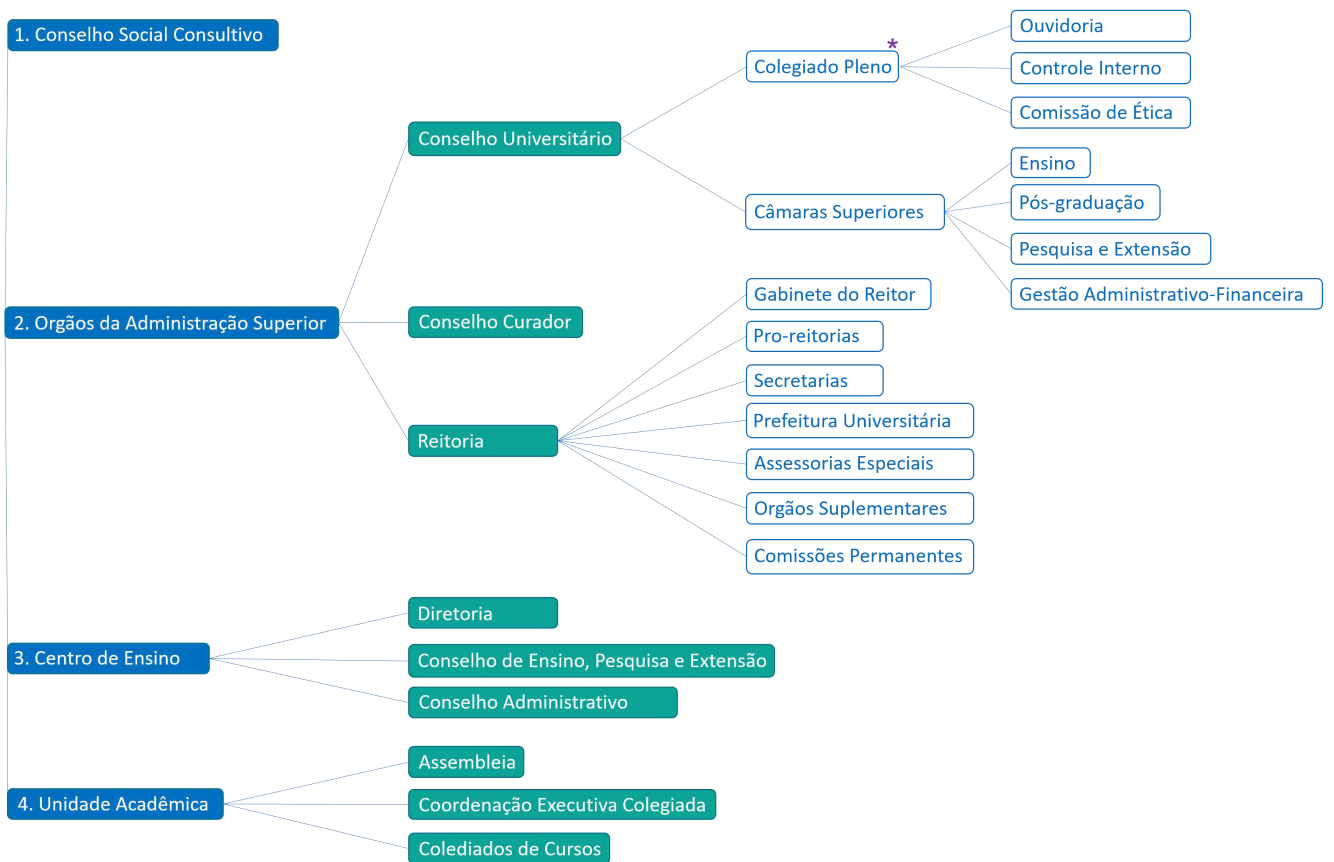 1. Conselho Social Consultivo
2. Orgãos da Administração Superior
Conselho Universitário
Colegiado Pleno *
Ouvidoria
Controle Interno
Comissão de Ética
Câmaras Superiores
Ensino
Pós-graduação
Pesquisa e Extensão
Gestão Administrativo-Financeira
Conselho Curador
Reitoria
Gabinete do Reitor
Pro-reitorias
Secretarias
Prefeitura Universitária
Assessorias Especiais
Orgãos Suplementares
Comissões Permanentes
3. Centro de Ensino
Diretoria
Conselho de Ensino, Pesquisa e Extensão
Conselho Administrativo
4. Unidade Acadêmica
Assembleia
Coordenação Executiva Colegiada
Colediados de Cursos